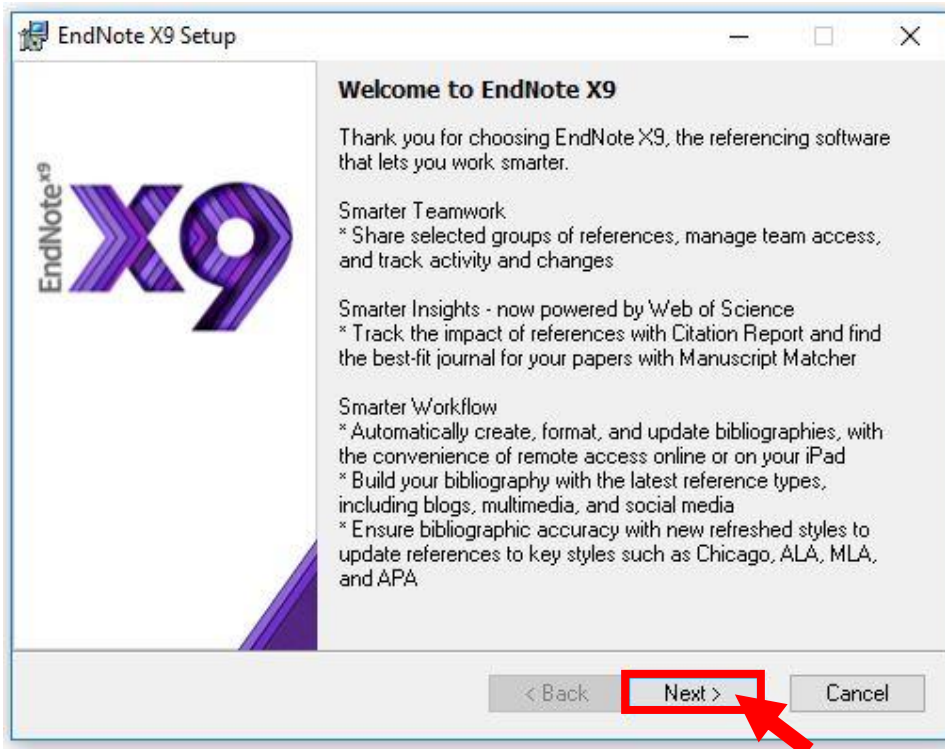 EndNote X9 Setup
EndNote X9
X9
Welcome to EndNote X9
Thank you for choosing EndNote X9, the referencing software
that lets you work smarter.
Smarter Teamwork
* Share selected groups of references, manage team access,
and track activity and changes
Smarter Insights - now powered by Web of Science
* Track the impact of references with Citation Report and find
the best-fit journal for your papers with Manuscript Matcher
Smarter Workflow
* Automatically create, format, and update bibliographies, with
the convenience of remote access online or on your iPad
* Build your bibliography with the latest reference types,
including blogs, multimedia, and social media
* Ensure bibliographic accuracy with new refreshed styles to
update references to key styles such as Chicago, ALA, MLA,
and APA
< Back Next > Cancel